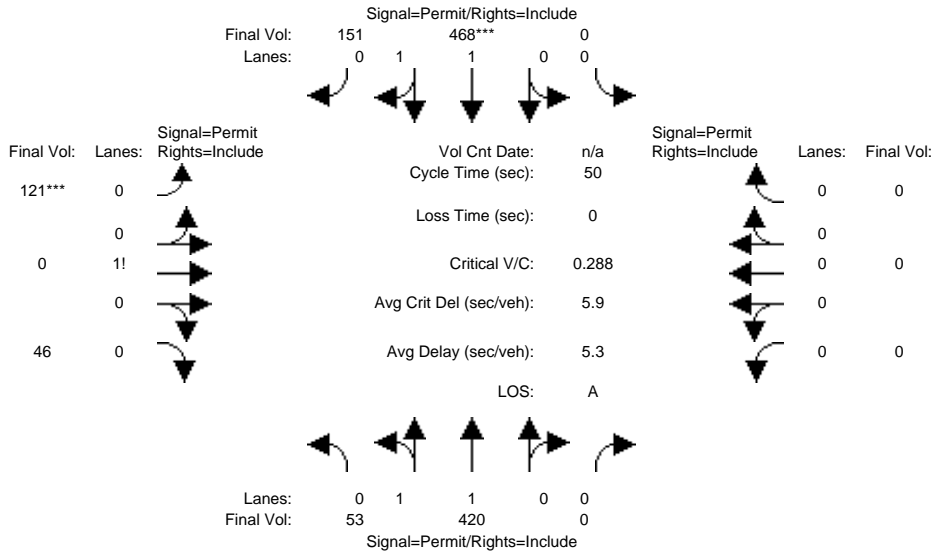 Signal=Permit/Rights=Include
Final Vol: 151 468*** 0
Lanes: 0 1 1 0 0
Signal=Permit Signal=Permit
Final Vol: Lanes: Rights=Include Vol Cnt Date: n/a Rights=Include Lanes: Final Vol:
Cycle Time (sec): 50
121*** 0 0 0
Loss Time (sec): 0
0 0
0 1! Critical V/C: 0.288 0 0
0 Avg Crit Del (sec/veh): 5.9 0
46 0 Avg Delay (sec/veh): 5.3 0 0
LOS: A
Lanes: 0 1 1 0 0
Final Vol: 53 420 0
Signal=Permit/Rights=Include